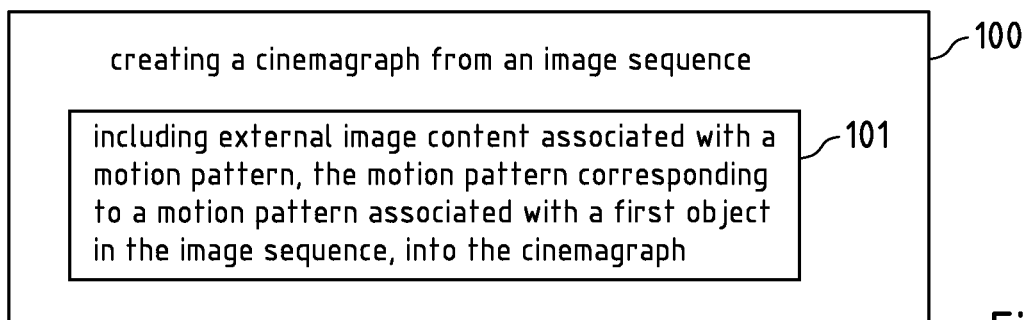 100
creating a cinemagraph from an image sequence
101
including external image content associated with a
motion pattern, the motion pattern corresponding
to a motion pattern associated with a first object
in the image sequence, into the cinemagraph